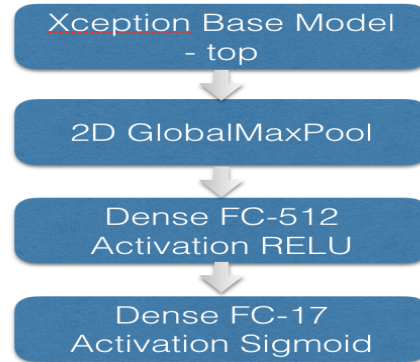 Xception Base Model
- top
2D GlobalMaxPool
Dense FC-512
Activation RELU
Dense FC-17
Activation Sigmoid